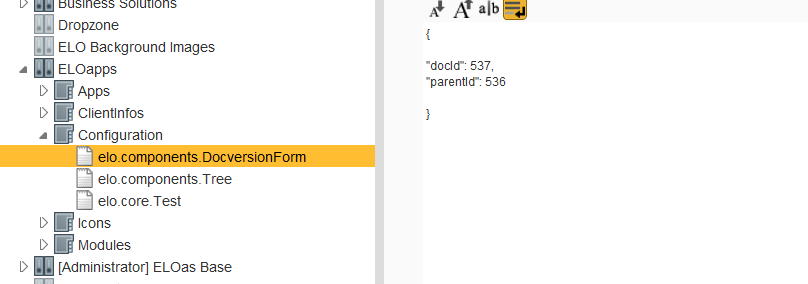 Business Solutions
Dropzone
ELO Background Images
ELOapps
Apps
ClientInfos
Configuration
elo.components.DocversionForm
elo.components.Tree
elo.core.Test
Icons
Modules
[Administrator] ELOas Base
A A a|b
{
"docId": 537,
"parentId": 536
}